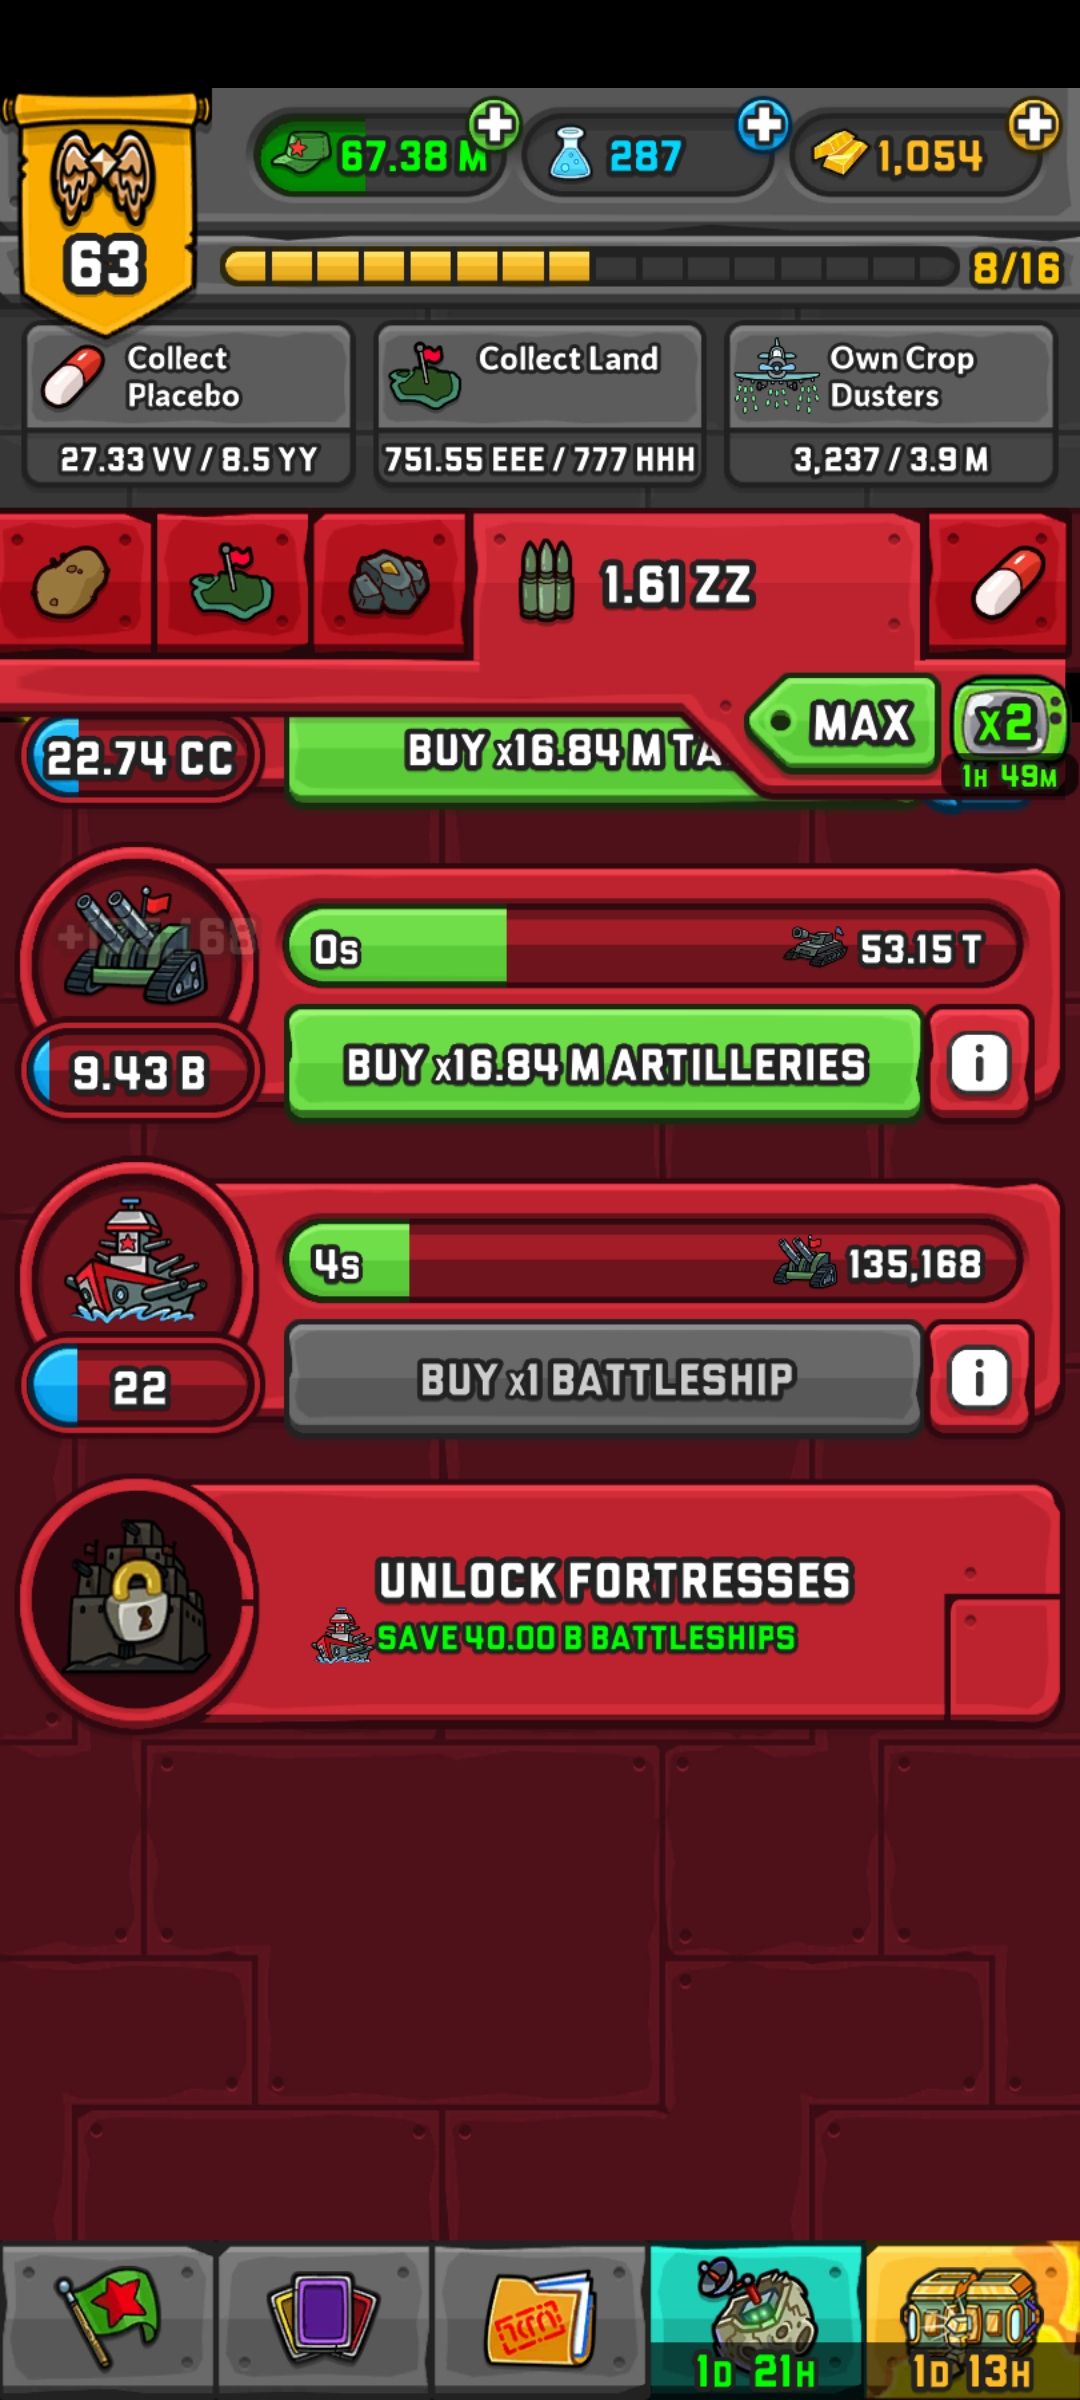 67.38 M
287
1,054
63
8/16
Collect Placebo
Collect Land
Own Crop Dusters
27.33 VV / 8.5 YY
751.55 EEE / 777 HHH
3,237 / 3.9 M
1.61 ZZ
MAX
x2
1H 49M
22.74 CC
BUY x16.84 M
0s
53.15 T
9.43 B
BUY x16.84 M ARTILLERIES
i
4s
135,168
22
BUY x1 BATTLESHIP
i
UNLOCK FORTRESSES
SAVE 40.00 B BATTLESHIPS
1D 21H
1D 13H